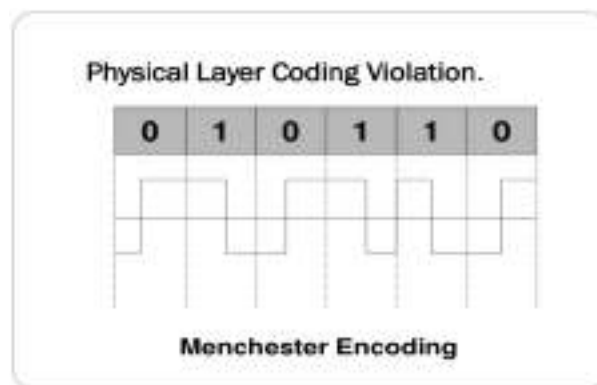 Physical Layer Coding Violation.
0 1 0 1 1 0
Menchester Encoding